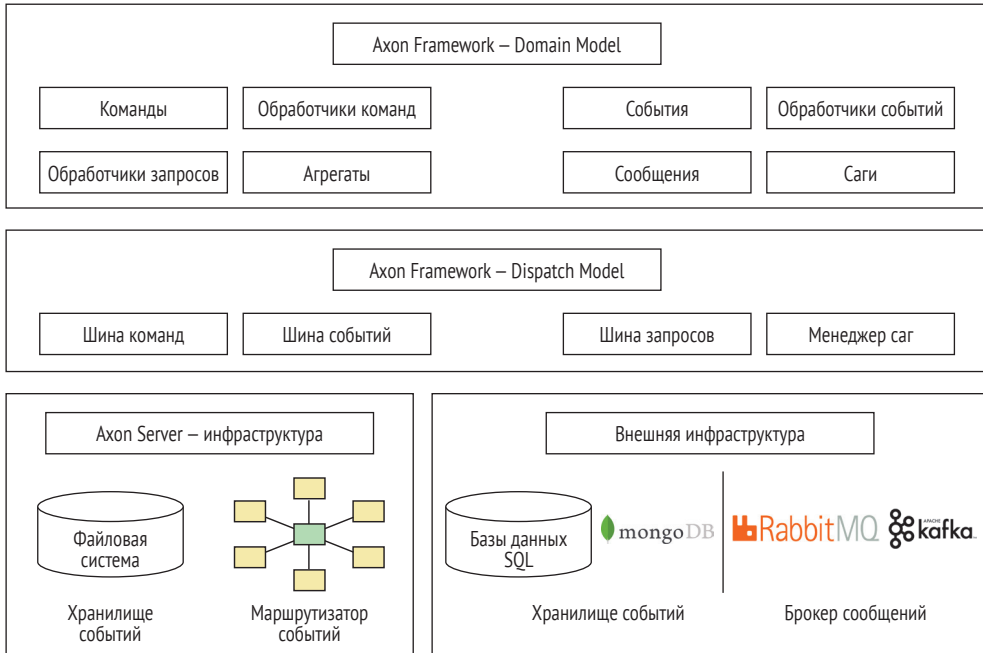 Axon Framework – Domain Model
Команды
Обработчики команд
События
Обработчики событий
Обработчики запросов
Агрегаты
Сообщения
Саги
Axon Framework – Dispatch Model
Шина команд
Шина событий
Шина запросов
Менеджер саг
Axon Server – инфраструктура
Файловая
система
Хранилище
событий
Маршрутизатор
событий
Внешняя инфраструктура
Базы данных
SQL
mongoDB
Хранилище событий
RabbitMQ
APACHE
kafka
Брокер сообщений